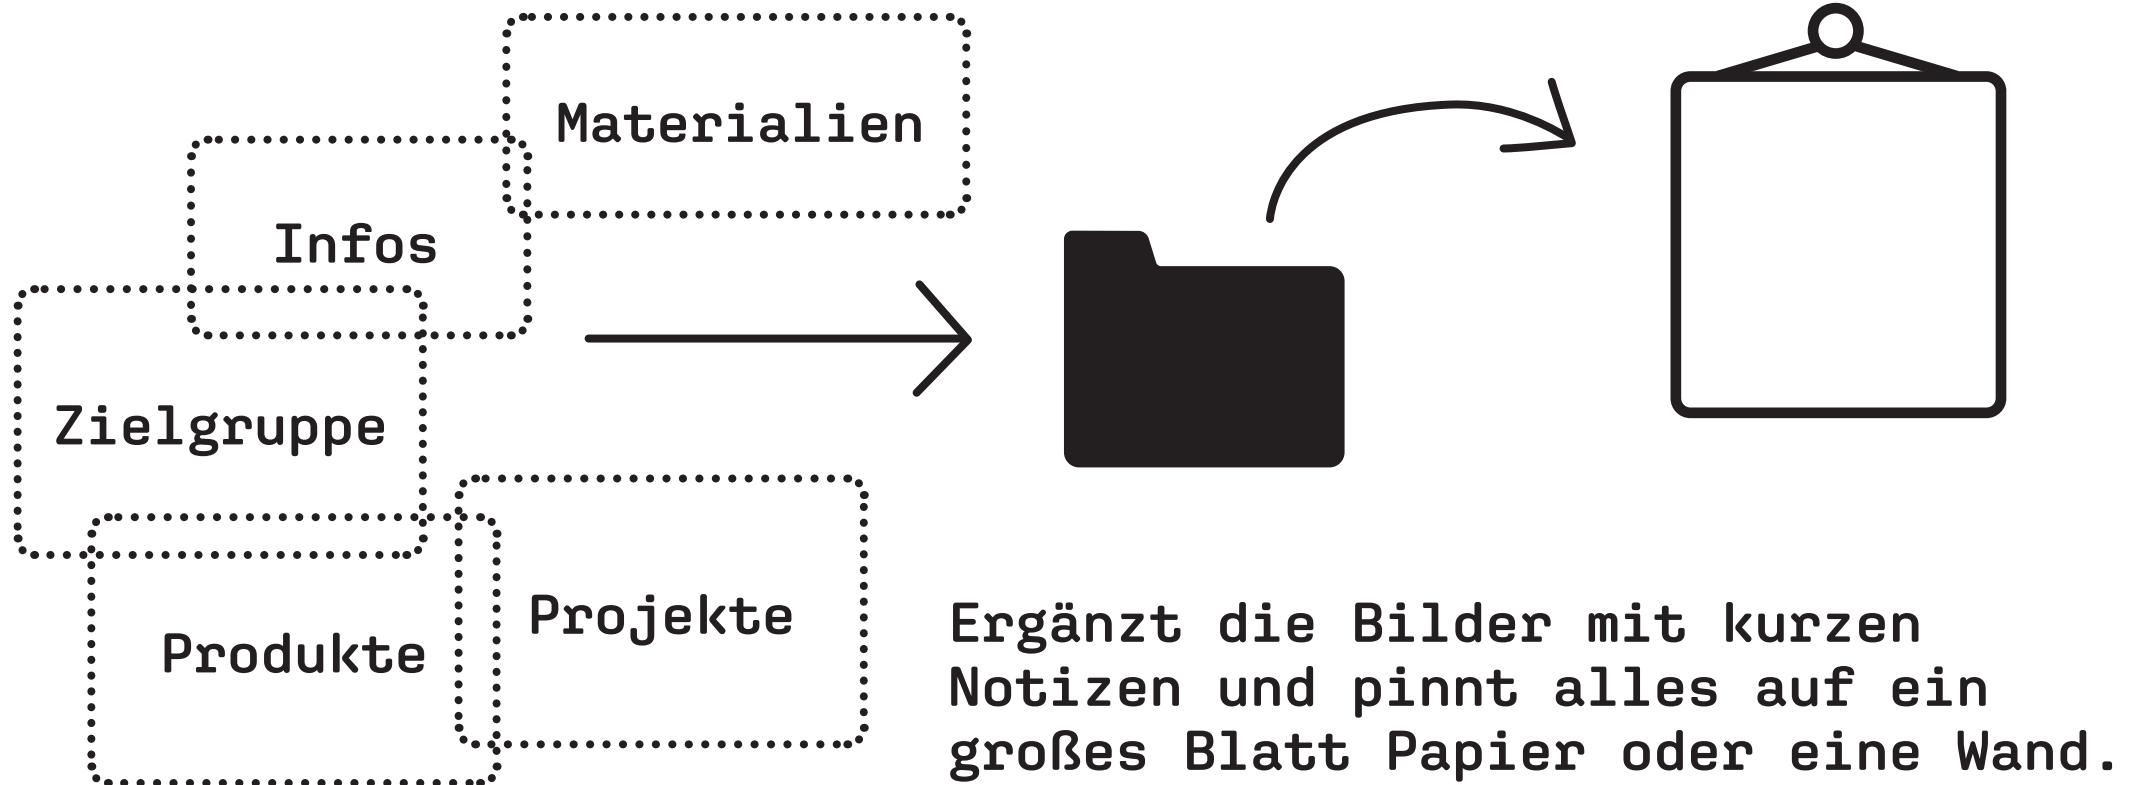 Materialien
Infos
Zielgruppe
Projekte
Produkte
Ergänzt die Bilder mit kurzen
Notizen und pinnt alles auf ein
großes Blatt Papier oder eine Wand.